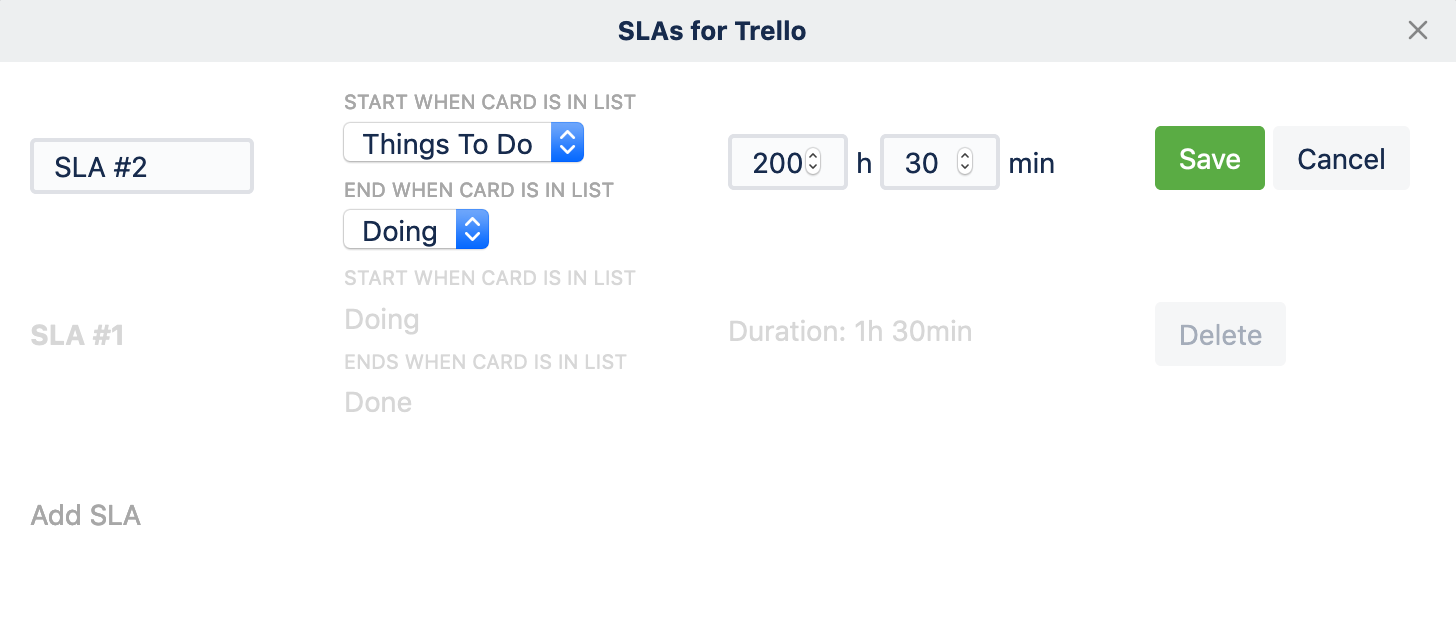 SLAs for Trello
START WHEN CARD IS IN LIST
SLA #2
Things To Do
200 h 30 min
Save
Cancel
END WHEN CARD IS IN LIST
Doing
START WHEN CARD IS IN LIST
SLA #1
Doing
Duration: 1h 30min
Delete
ENDS WHEN CARD IS IN LIST
Done
Add SLA